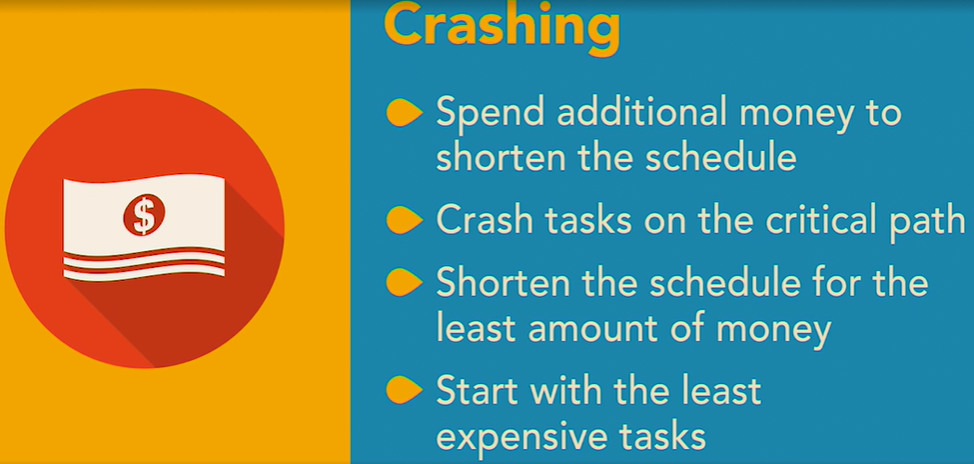 Crashing
$
Spend additional money to
shorten the schedule
Crash tasks on the critical path
Shorten the schedule for the
least amount of money
Start with the least
expensive tasks